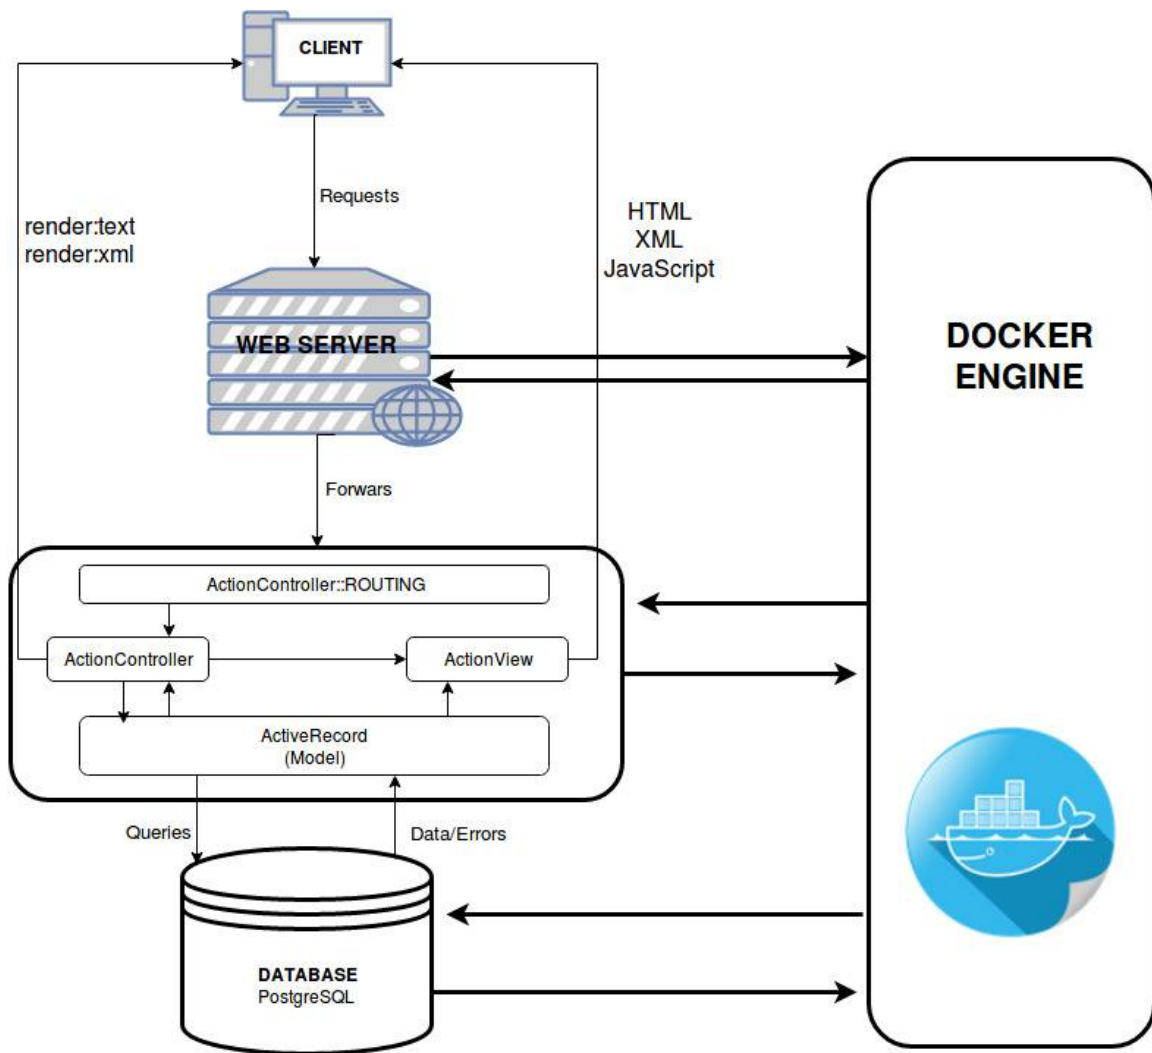 CLIENT
Requests
render:text
render:xml
HTML
XML
JavaScript
WEB SERVER
DOCKER
ENGINE
Forwars
ActionController::ROUTING
ActionController
ActionView
ActiveRecord
(Model)
Queries
Data/Errors
DATABASE
PostgreSQL